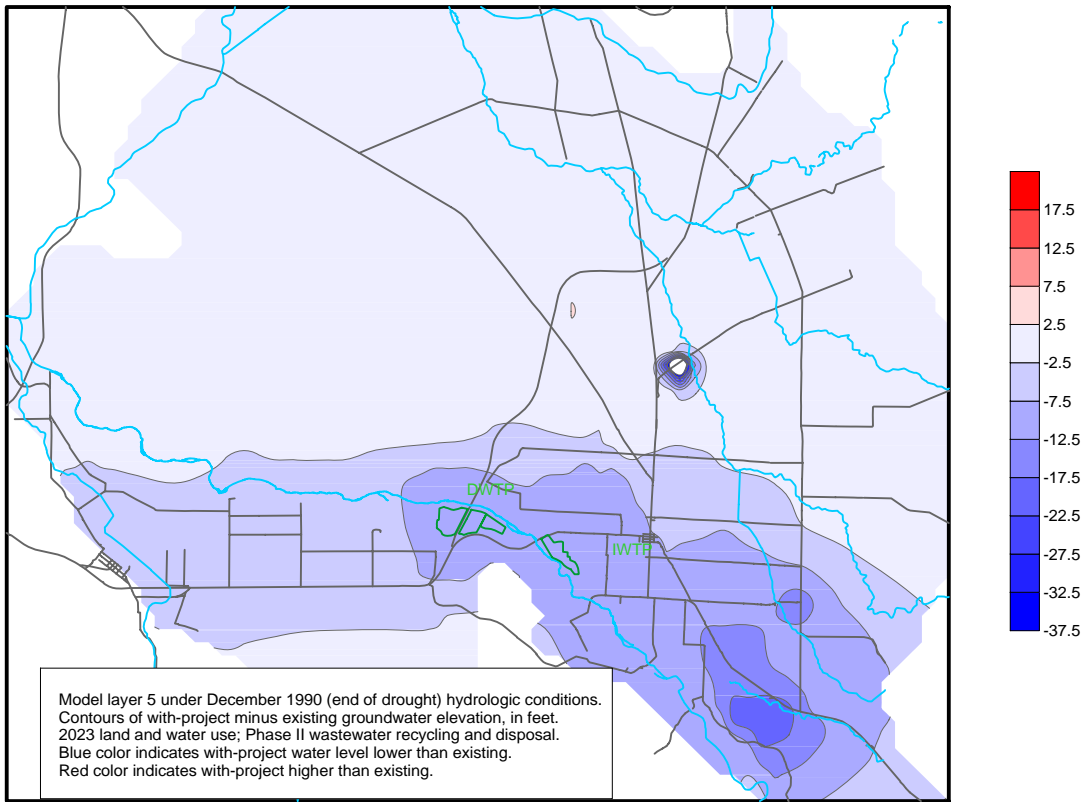 17.5
12.5
7.5
2.5
-2.5
-7.5
-12.5
-17.5
-22.5
-27.5
-32.5
-37.5
DWTP
IWTP
Model layer 5 under December 1990 (end of drought) hydrologic conditions.
Contours of with-project minus existing groundwater elevation, in feet.
2023 land and water use; Phase II wastewater recycling and disposal.
Blue color indicates with-project water level lower than existing.
Red color indicates with-project higher than existing.